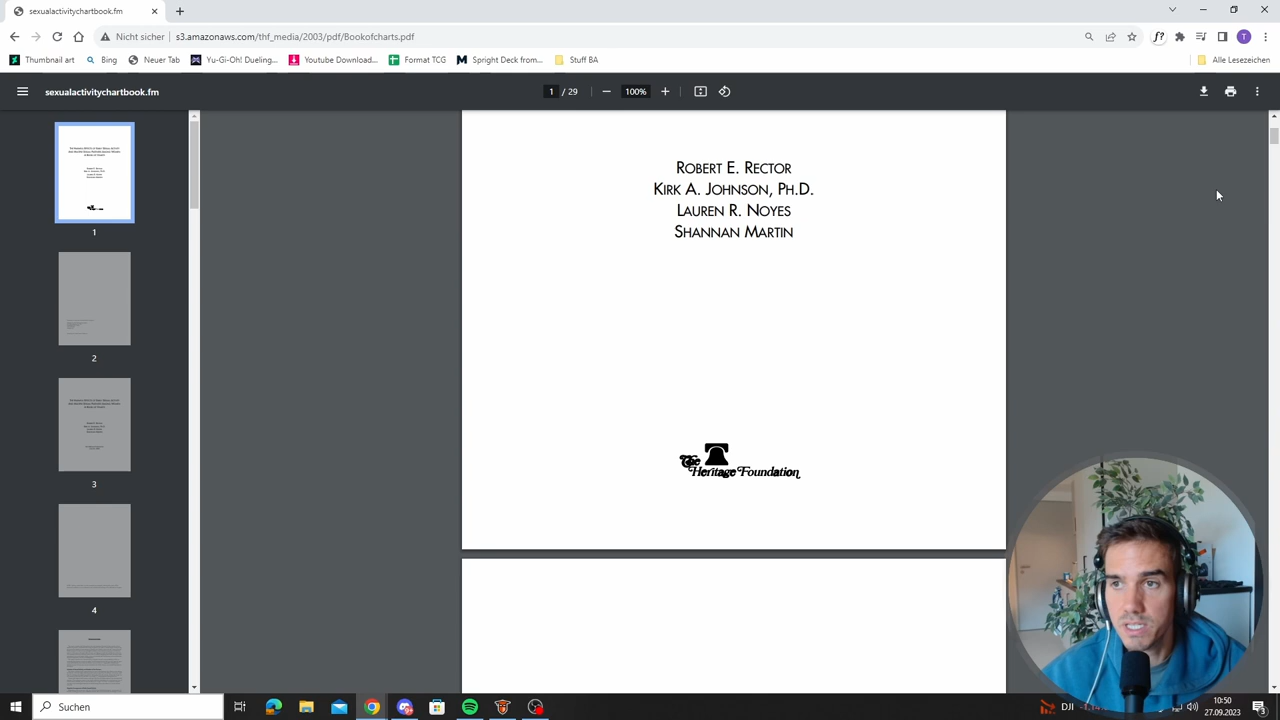 sexualactivitychartbook.fm
Nicht sicher | s3.amazonaws.com/thf_media/2003/pdf/Bookofcharts.pdf
T
Thumbnail art
Bing
Neuer Tab
Yu-Gi-Oh! Dueling...
Youtube Download...
Format TCG
Spright Deck from...
Stuff BA
Alle Lesezeichen
sexualactivitychartbook.fm
1 / 29
100%
ROBERT E. RECTOR
KIRK A. JOHNSON, PH.D.
LAUREN R. NOYES
SHANNAN MARTIN
The
Heritage Foundation
1
2
3
4
Suchen
DJI
10:50
27.09.2023
3